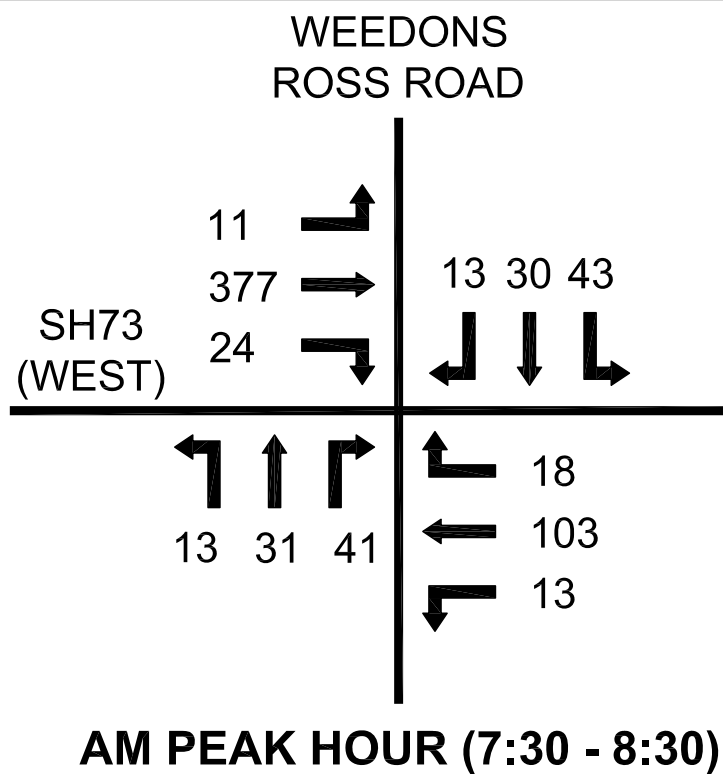 WEEDONS
ROSS ROAD
11
377
24
13 30 43
SH73
(WEST)
18
103
13
13 31 41
AM PEAK HOUR (7:30 - 8:30)